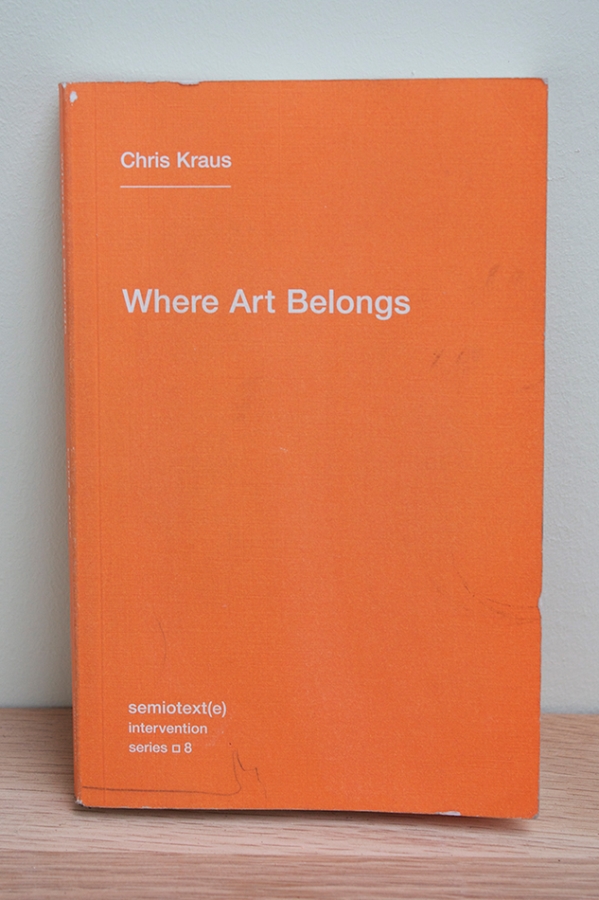 Chris Kraus
Where Art Belongs
semiotext(e)
intervention
series □ 8